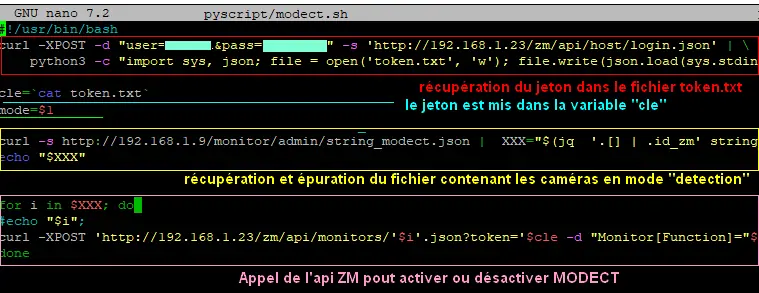 GNU nano 7.2 pyscript/modect.sh
#!/usr/bin/bash
curl -XPOST -d "user= &pass= " -s 'http://192.168.1.23/zm/api/host/login.json' | \
python3 -c "import sys, json; file = open('token.txt', 'w'); file.write(json.load(sys.stdin
récupération du jeton dans le fichier token.txt
cle=`cat token.txt`
le jeton est mis dans la variable "cle"
mode=$1
curl -s http://192.168.1.9/monitor/admin/string_modect.json | XXX="$(jq '.[] | .id_zm' string
echo "$XXX"
récupération et épuration du fichier contenant les caméras en mode "detection"
for i in $XXX; do
#echo "$i";
curl -XPOST 'http://192.168.1.23/zm/api/monitors/'$i'.json?token='$cle -d "Monitor[Function]="$
done
Appel de l'api ZM pout activer ou désactiver MODECT